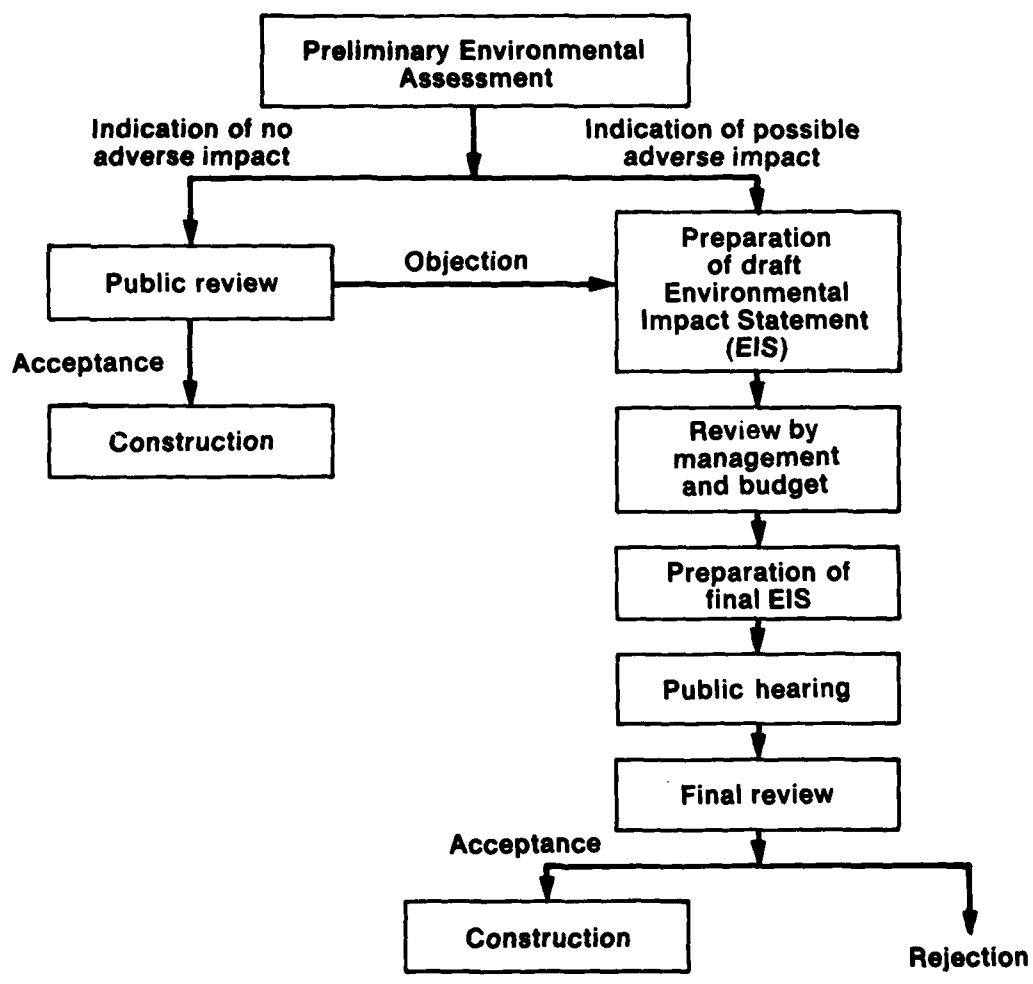 Preliminary Environmental
Assessment
Indication of no
adverse impact
Indication of possible
adverse impact
Public review
Objection
Preparation
of draft
Environmental
Impact Statement
(EIS)
Acceptance
Construction
Review by
management
and budget
Preparation of
final EIS
Public hearing
Final review
Acceptance
Construction
Rejection